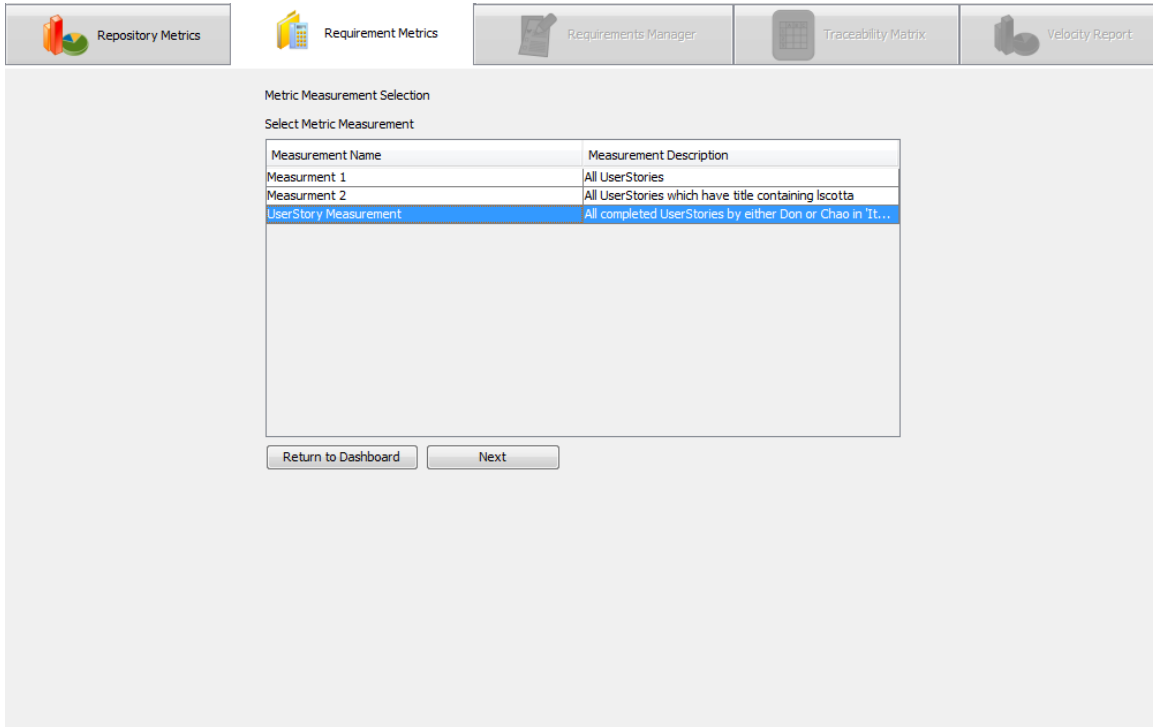 Repository Metrics
Requirement Metrics
Requirements Manager
Traceability Matrix
Velocity Report
Metric Measurement Selection
Select Metric Measurement
Measurement Name Measurement Description
Measurment 1 All UserStories
Measurment 2 All UserStories which have title containing lscotta
UserStory Measurement All completed UserStories by either Don or Chao in 'It...
Return to Dashboard Next